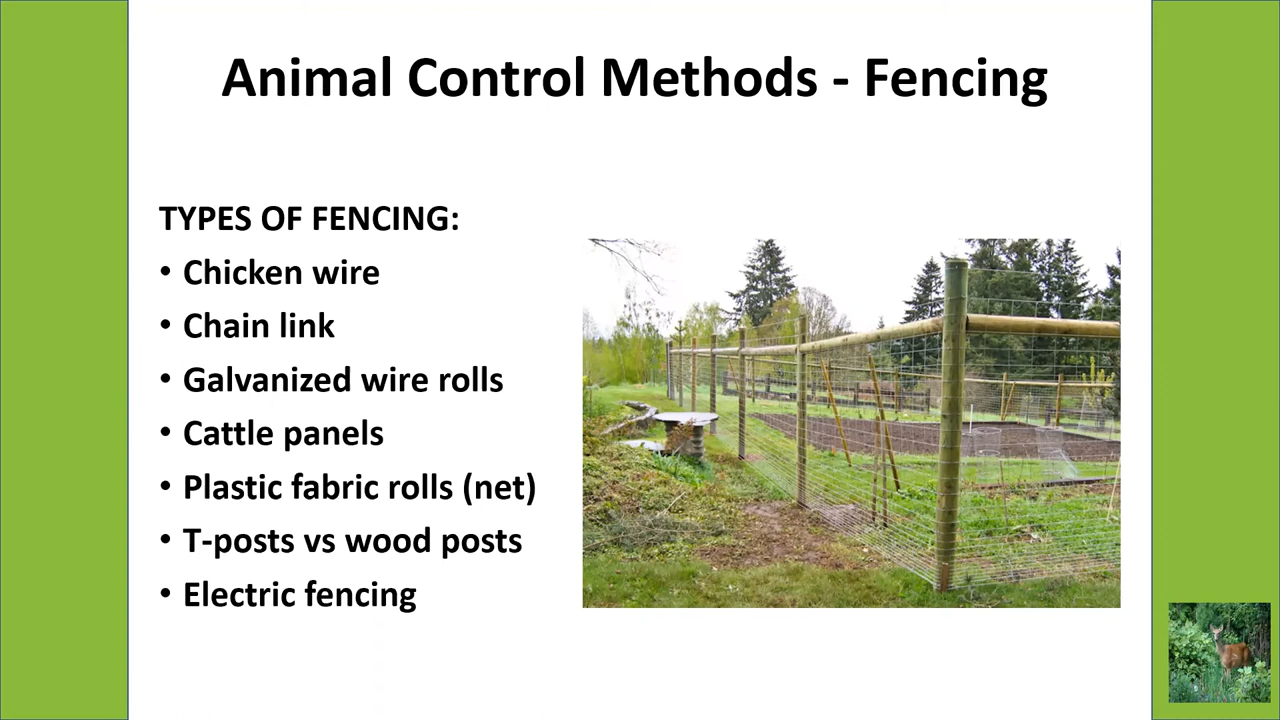 Animal Control Methods - Fencing
TYPES OF FENCING:
• Chicken wire
• Chain link
• Galvanized wire rolls
• Cattle panels
• Plastic fabric rolls (net)
• T-posts vs wood posts
• Electric fencing